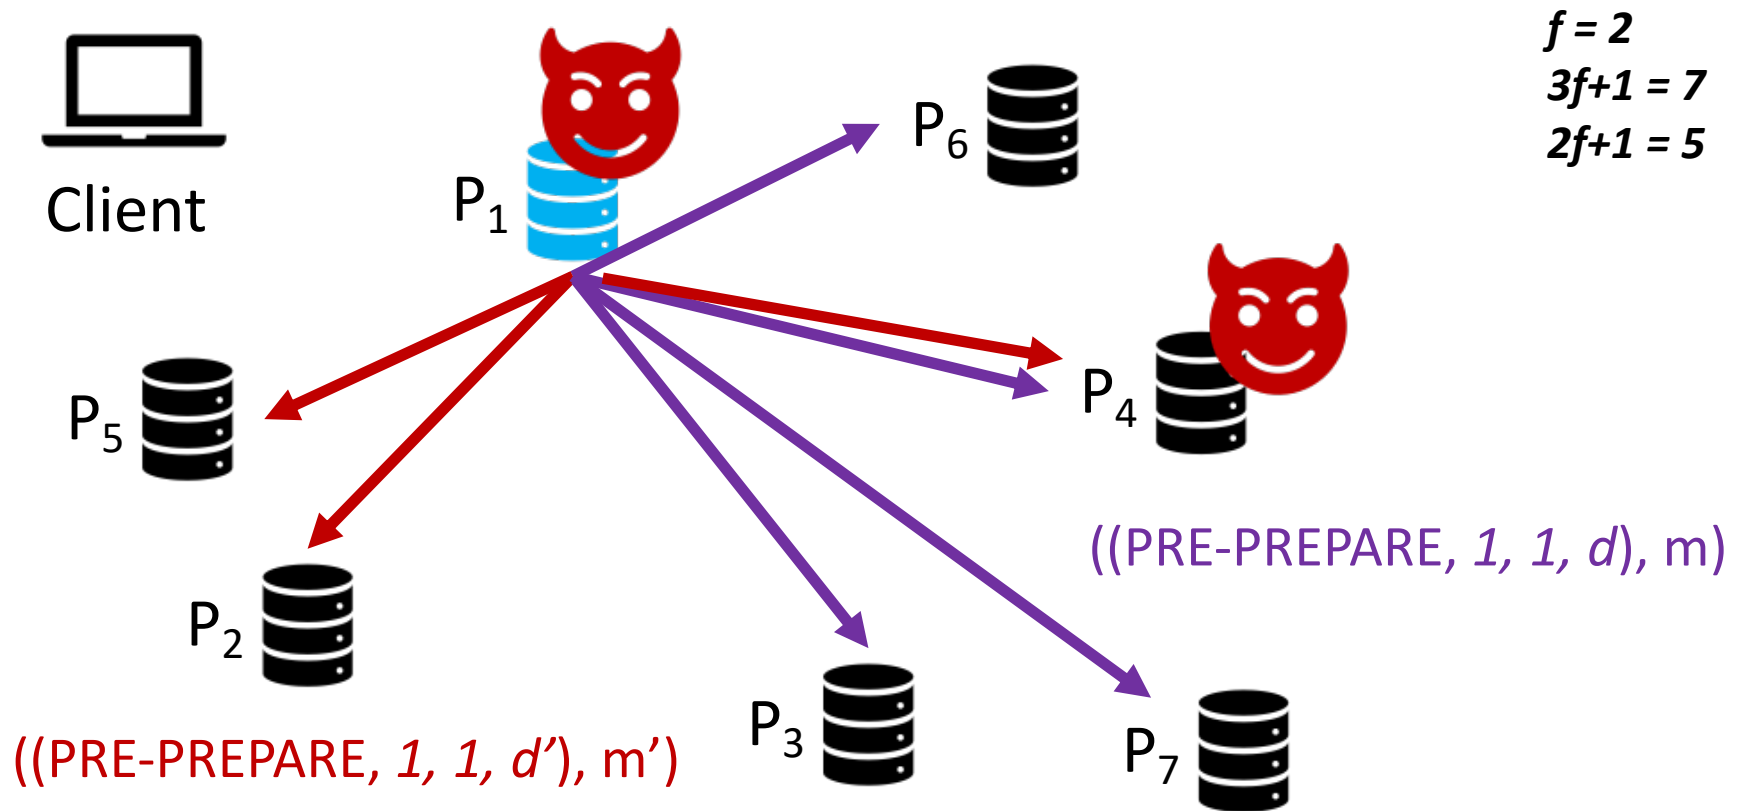 f = 2
3f+1 = 7
2f+1 = 5
Client
P₁
P₆
P₄
P₅
P₂
P₃
P₇
((PRE-PREPARE, 1, 1, d), m)
((PRE-PREPARE, 1, 1, d’), m’)